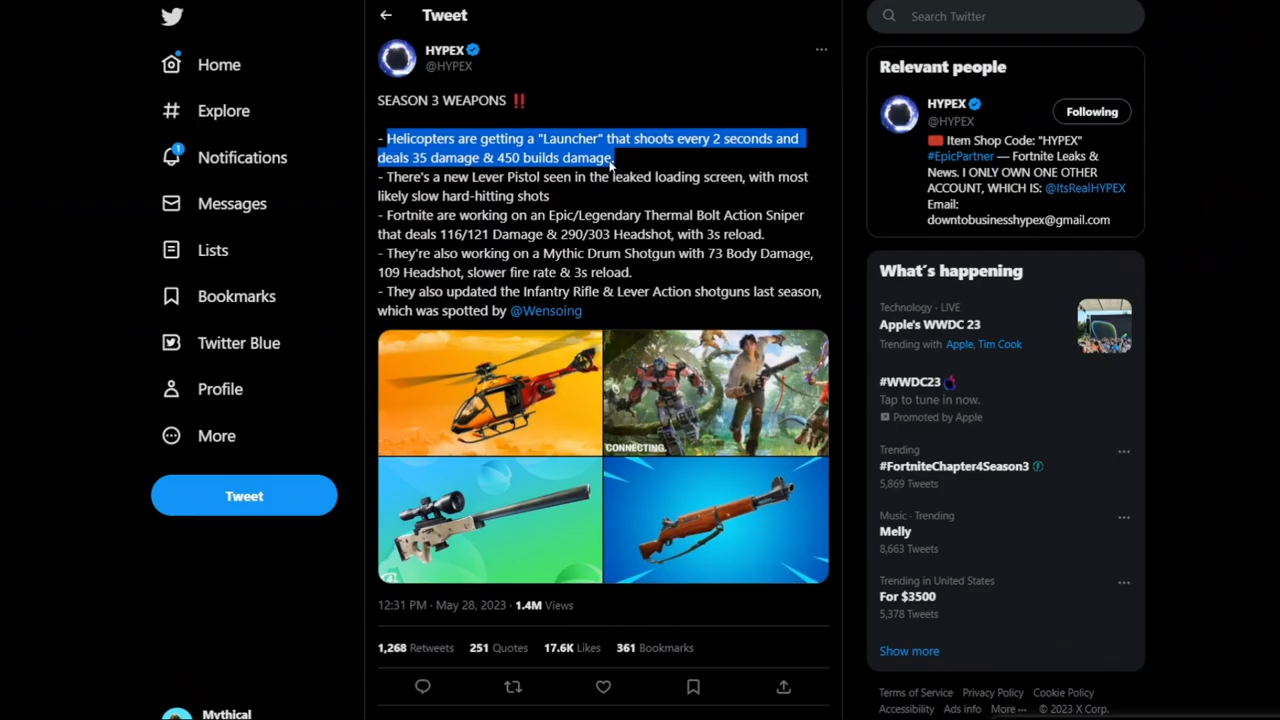 Home
Explore
1
Notifications
Messages
Lists
Bookmarks
Twitter Blue
Profile
More
Tweet
Mythical
Tweet
HYPEX
@HYPEX
SEASON 3 WEAPONS ‼️
- Helicopters are getting a "Launcher" that shoots every 2 seconds and
deals 35 damage & 450 builds damage.
- There's a new Lever Pistol seen in the leaked loading screen, with most
likely slow hard-hitting shots
- Fortnite are working on an Epic/Legendary Thermal Bolt Action Sniper
that deals 116/121 Damage & 290/303 Headshot, with 3s reload.
- They're also working on a Mythic Drum Shotgun with 73 Body Damage,
109 Headshot, slower fire rate & 3s reload.
- They also updated the Infantry Rifle & Lever Action shotguns last season,
which was spotted by @Wensoing
CONNECTING.
12:31 PM · May 28, 2023 · 1.4M Views
1,268 Retweets 251 Quotes 17.6K Likes 361 Bookmarks
Search Twitter
Relevant people
HYPEX
@HYPEX
Following
Item Shop Code: "HYPEX"
#EpicPartner — Fortnite Leaks &
News. I ONLY OWN ONE OTHER
ACCOUNT, WHICH IS: @ItsRealHYPEX
Email:
downtobusinesshypex@gmail.com
What's happening
Technology · LIVE
Apple's WWDC 23
Trending with Apple, Tim Cook
#WWDC23
Tap to tune in now.
Promoted by Apple
Trending
#FortniteChapter4Season3
5,869 Tweets
Music · Trending
Melly
8,663 Tweets
Trending in United States
For $3500
5,378 Tweets
Show more
Terms of Service Privacy Policy Cookie Policy
Accessibility Ads info More ··· © 2023 X Corp.